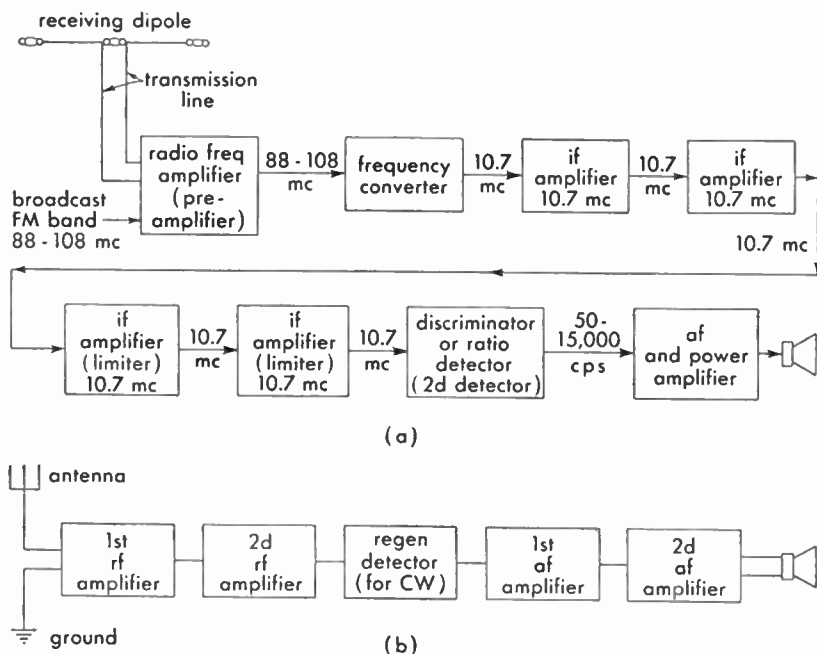 receiving dipole
transmission
line
radio freq
amplifier
(pre-
amplifier)
broadcast
FM band
88-108 mc
88-108
mc
frequency
converter
10.7
mc
if
amplifier
10.7 mc
10.7
mc
if
amplifier
10.7 mc
10.7 mc
if
amplifier
(limiter)
10.7 mc
10.7
mc
if
amplifier
(limiter)
10.7 mc
10.7
mc
discriminator
or ratio
detector
(2d detector)
50-
15,000
cps
af
and power
amplifier
(a)
antenna
1st
rf
amplifier
2d
rf
amplifier
regen
detector
(for CW)
1st
af
amplifier
2d
af
amplifier
ground
(b)